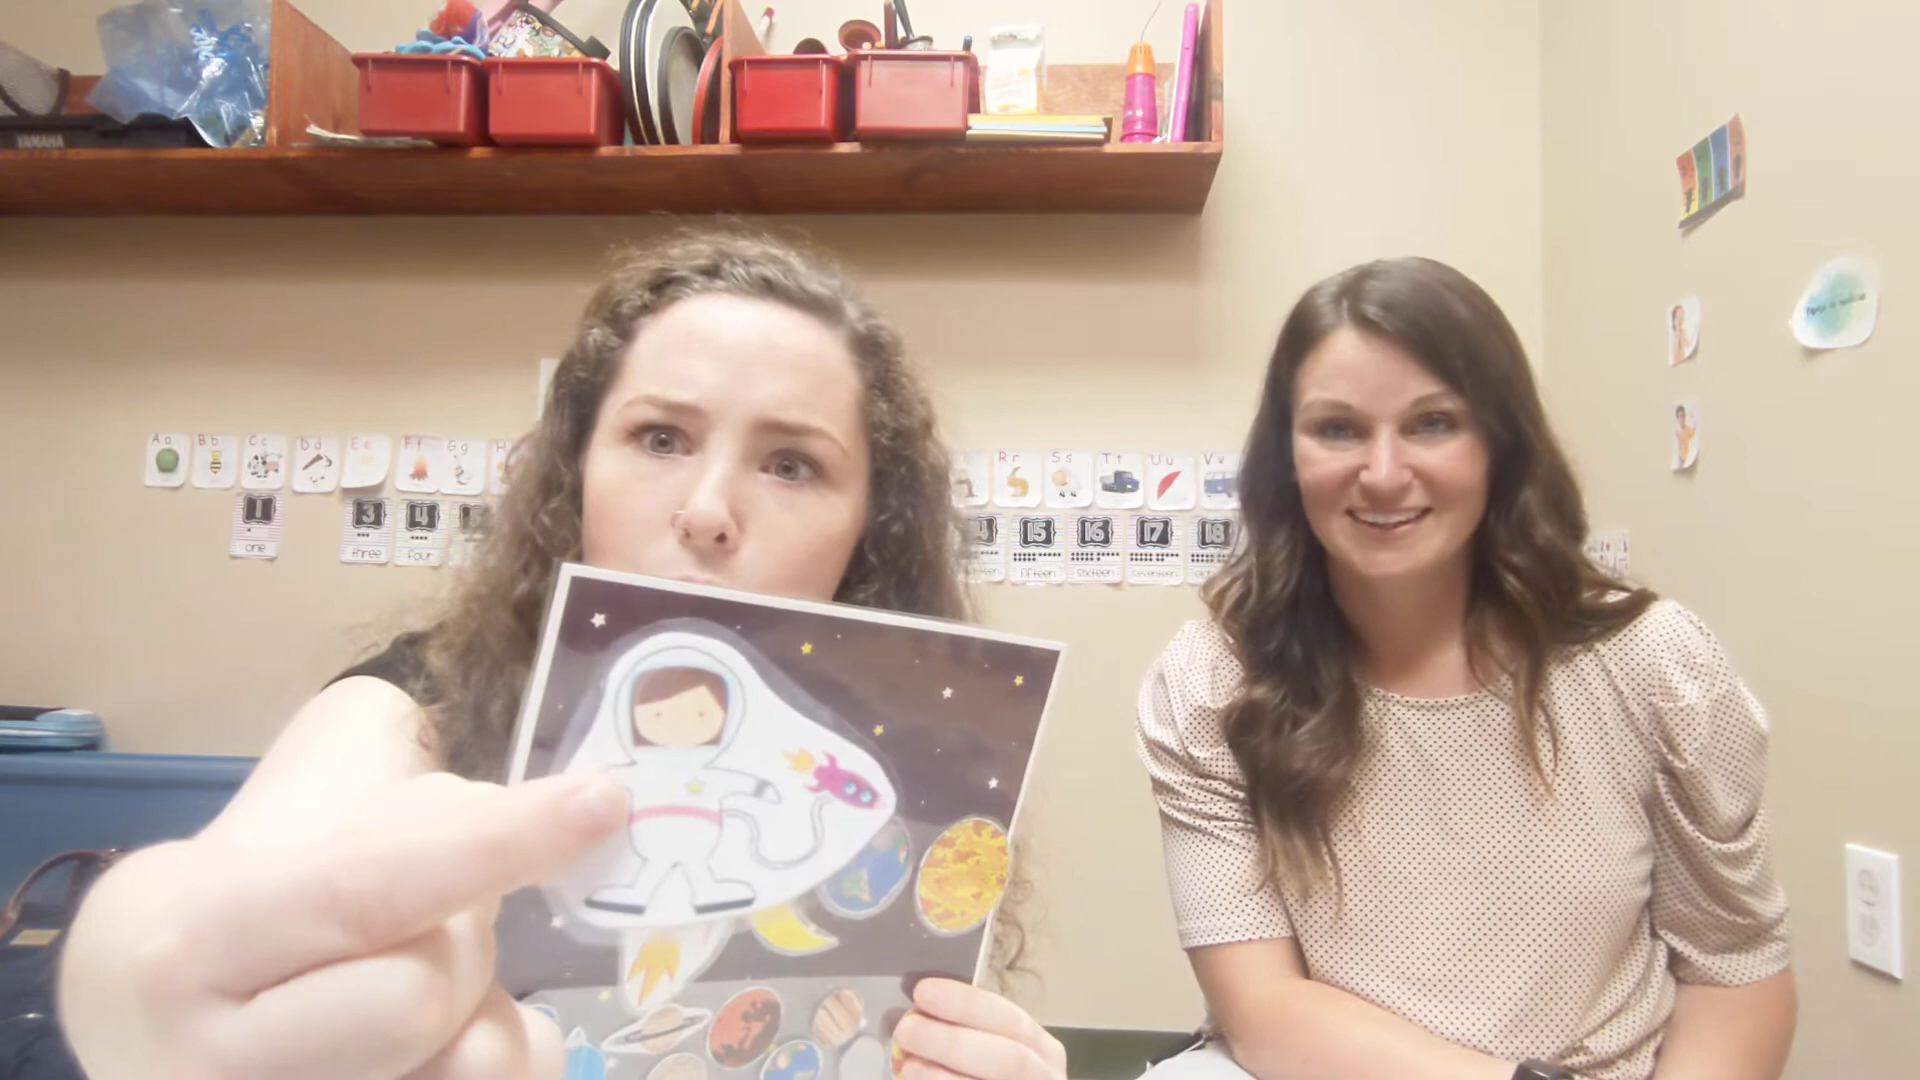 YAMAHA
Aa Bb Cc Dd Ee Ff Gg H Rr Ss Tt Uu Vv
1 3 4 15 16 17 18
one three four fifteen sixteen seventeen